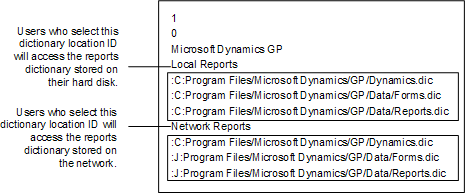 Users who select this
dictionary location ID
will access the reports
dictionary stored on
their hard disk.
Users who select this
dictionary location ID will
access the reports
dictionary stored on
the network.
1
0
Microsoft Dynamics GP
Local Reports
:C:Program Files/Microsoft Dynamics/GP/Dynamics.dic
:C:Program Files/Microsoft Dynamics/GP/Data/Forms.dic
:C:Program Files/Microsoft Dynamics/GP/Data/Reports.dic
Network Reports
:C:Program Files/Microsoft Dynamics/GP/Dynamics.dic
:J:Program Files/Microsoft Dynamics/GP/Data/Forms.dic
:J:Program Files/Microsoft Dynamics/GP/Data/Reports.dic